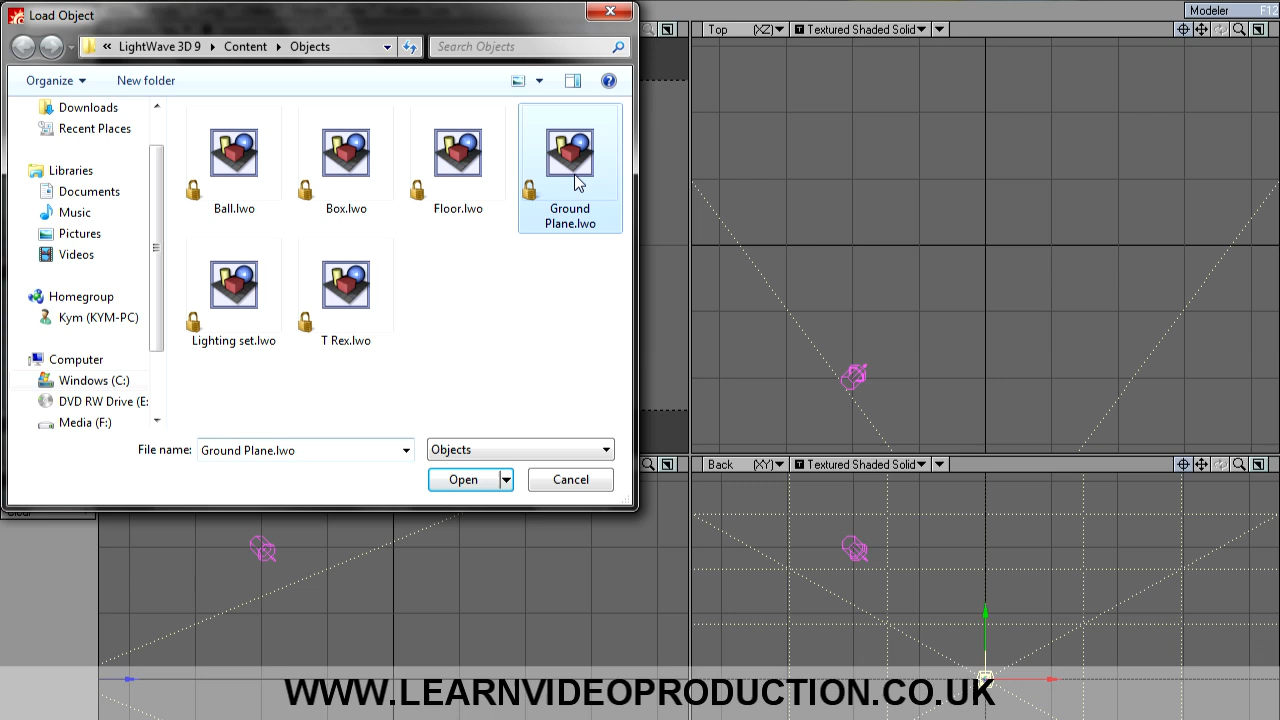 Load Object
Modeler F12
« LightWave 3D 9 Content Objects
Search Objects
Top (XZ) Textured Shaded Solid
Organize New folder
Downloads
Recent Places
Libraries
Documents
Music
Pictures
Videos
Homegroup
Kym (KYM-PC)
Computer
Windows (C:)
DVD RW Drive (E:
Media (F:)
Ball.lwo
Box.lwo
Floor.lwo
Ground
Plane.lwo
Lighting set.lwo
T Rex.lwo
File name: Ground Plane.lwo
Objects
Open Cancel
Back (XY) Textured Shaded Solid
WWW.LEARNVIDEOPRODUCTION.CO.UK